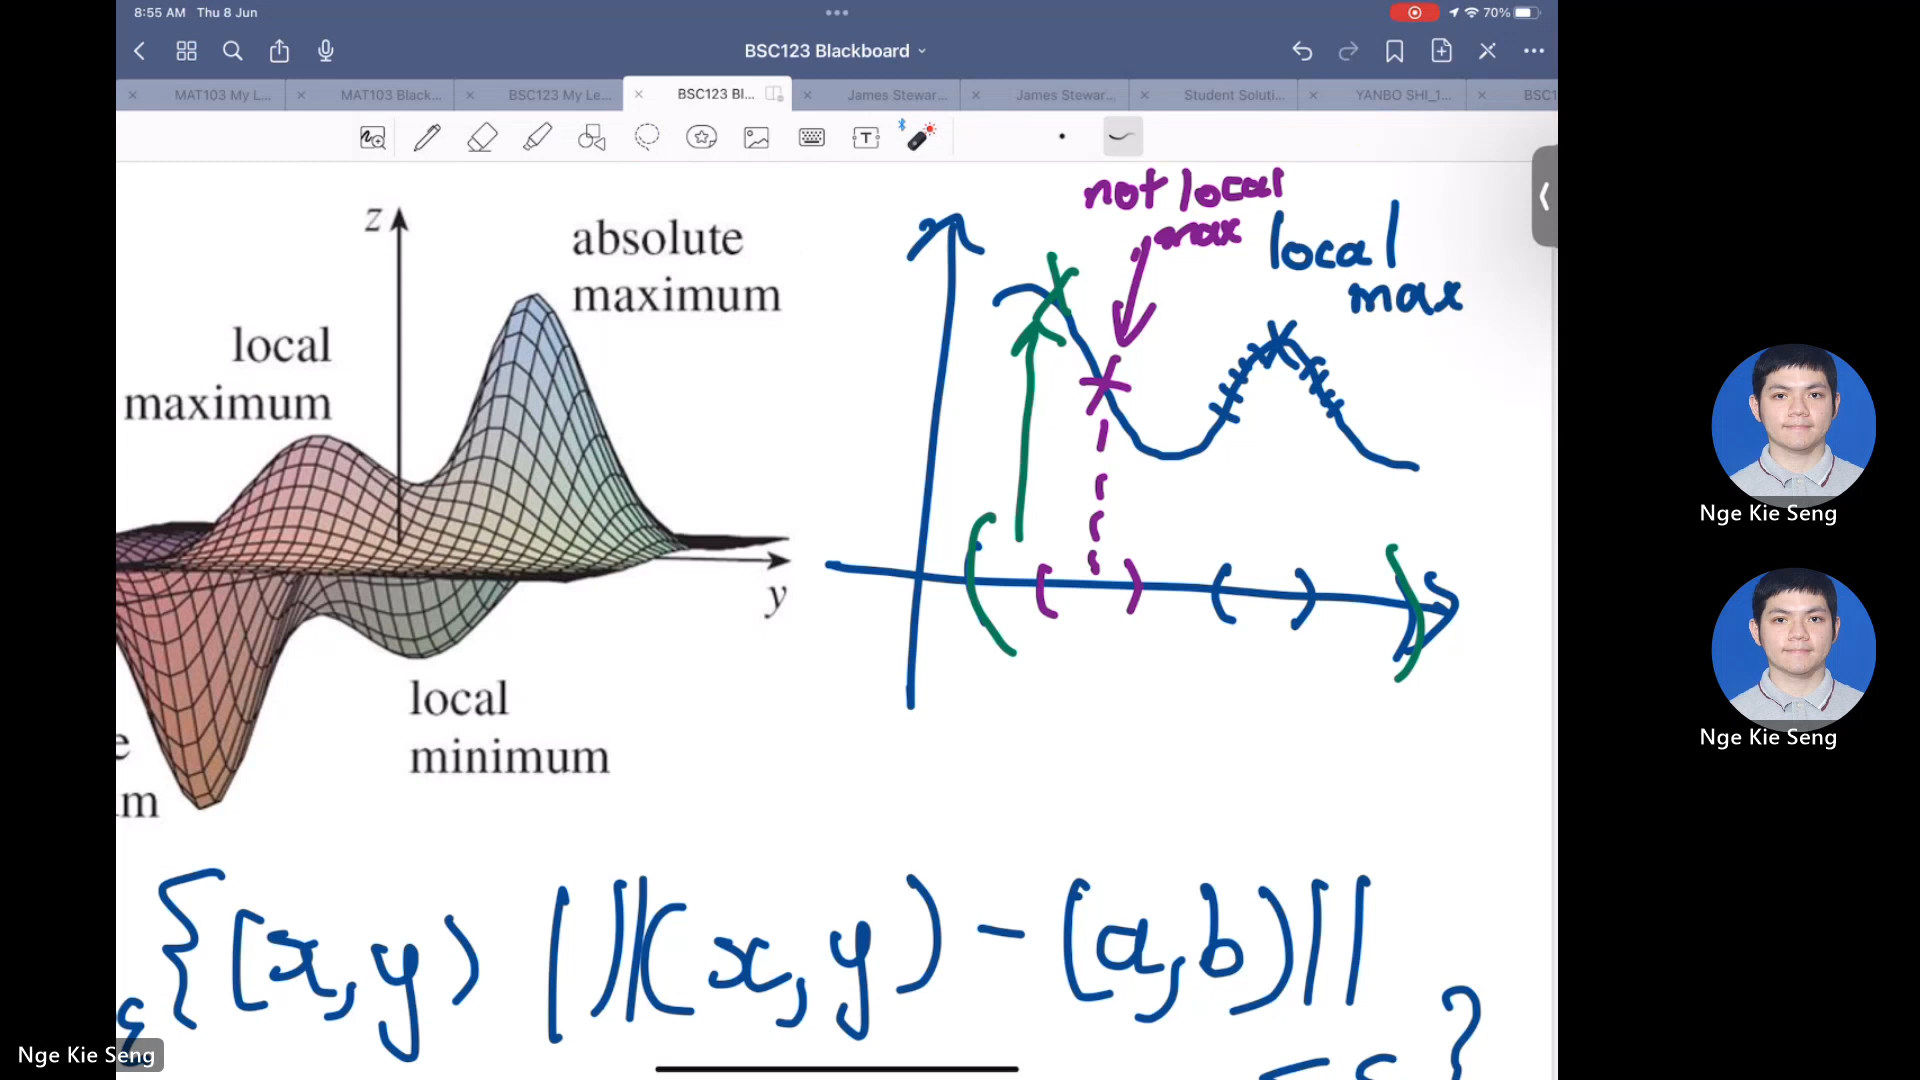 8:55 AM Thu 8 Jun
70%
BSC123 Blackboard
MAT103 My L...
MAT103 Black...
BSC123 My Le...
BSC123 Bl...
James Stewar...
James Stewar...
Student Soluti...
YANBO SHI_1...
BSC1
T
z
absolute
maximum
local
maximum
y
local
minimum
e
m
not local
max
local
max
{(x,y) | ||(x,y) - (a,b)||
}
Nge Kie Seng
Nge Kie Seng
Nge Kie Seng